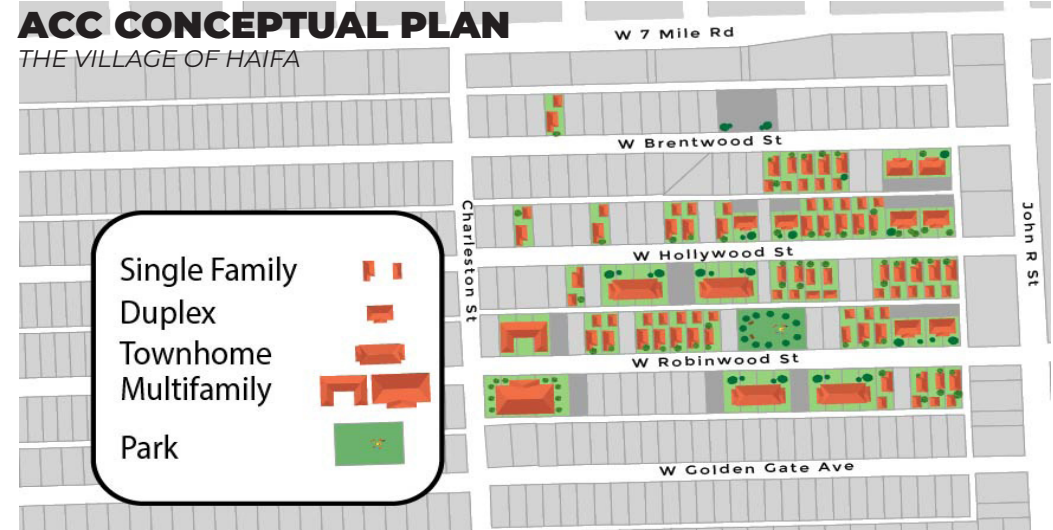 ACC CONCEPTUAL PLAN
THE VILLAGE OF HAIFA
W 7 Mile Rd
W Brentwood St
Charleston St
John R St
W Hollywood St
W Robinwood St
W Golden Gate Ave
Single Family
Duplex
Townhome
Multifamily
Park